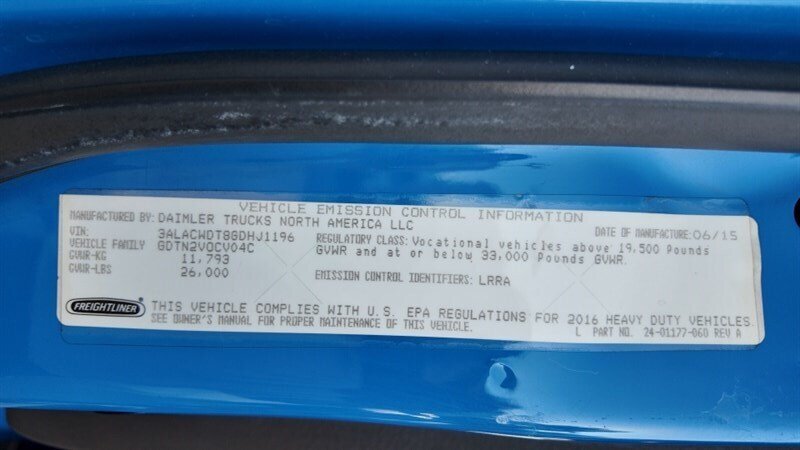 VEHICLE EMISSION CONTROL INFORMATION
MANUFACTURED BY: DAIMLER TRUCKS NORTH AMERICA LLC DATE OF MANUFACTURE: 06/15
VIN: 3ALACWDT8GDHJ1196 REGULATORY CLASS: Vocational vehicles above 19,500 Pounds
VEHICLE FAMILY GDTN2VOCV04C GVWR and at or below 33,000 Pounds GVWR.
GVWR-KG 11,793
GVWR-LBS 26,000 EMISSION CONTROL IDENTIFIERS: LRRA
FREIGHTLINER THIS VEHICLE COMPLIES WITH U.S. EPA REGULATIONS FOR 2016 HEAVY DUTY VEHICLES.
SEE OWNER'S MANUAL FOR PROPER MAINTENANCE OF THIS VEHICLE. L PART NO. 24-01177-060 REV A